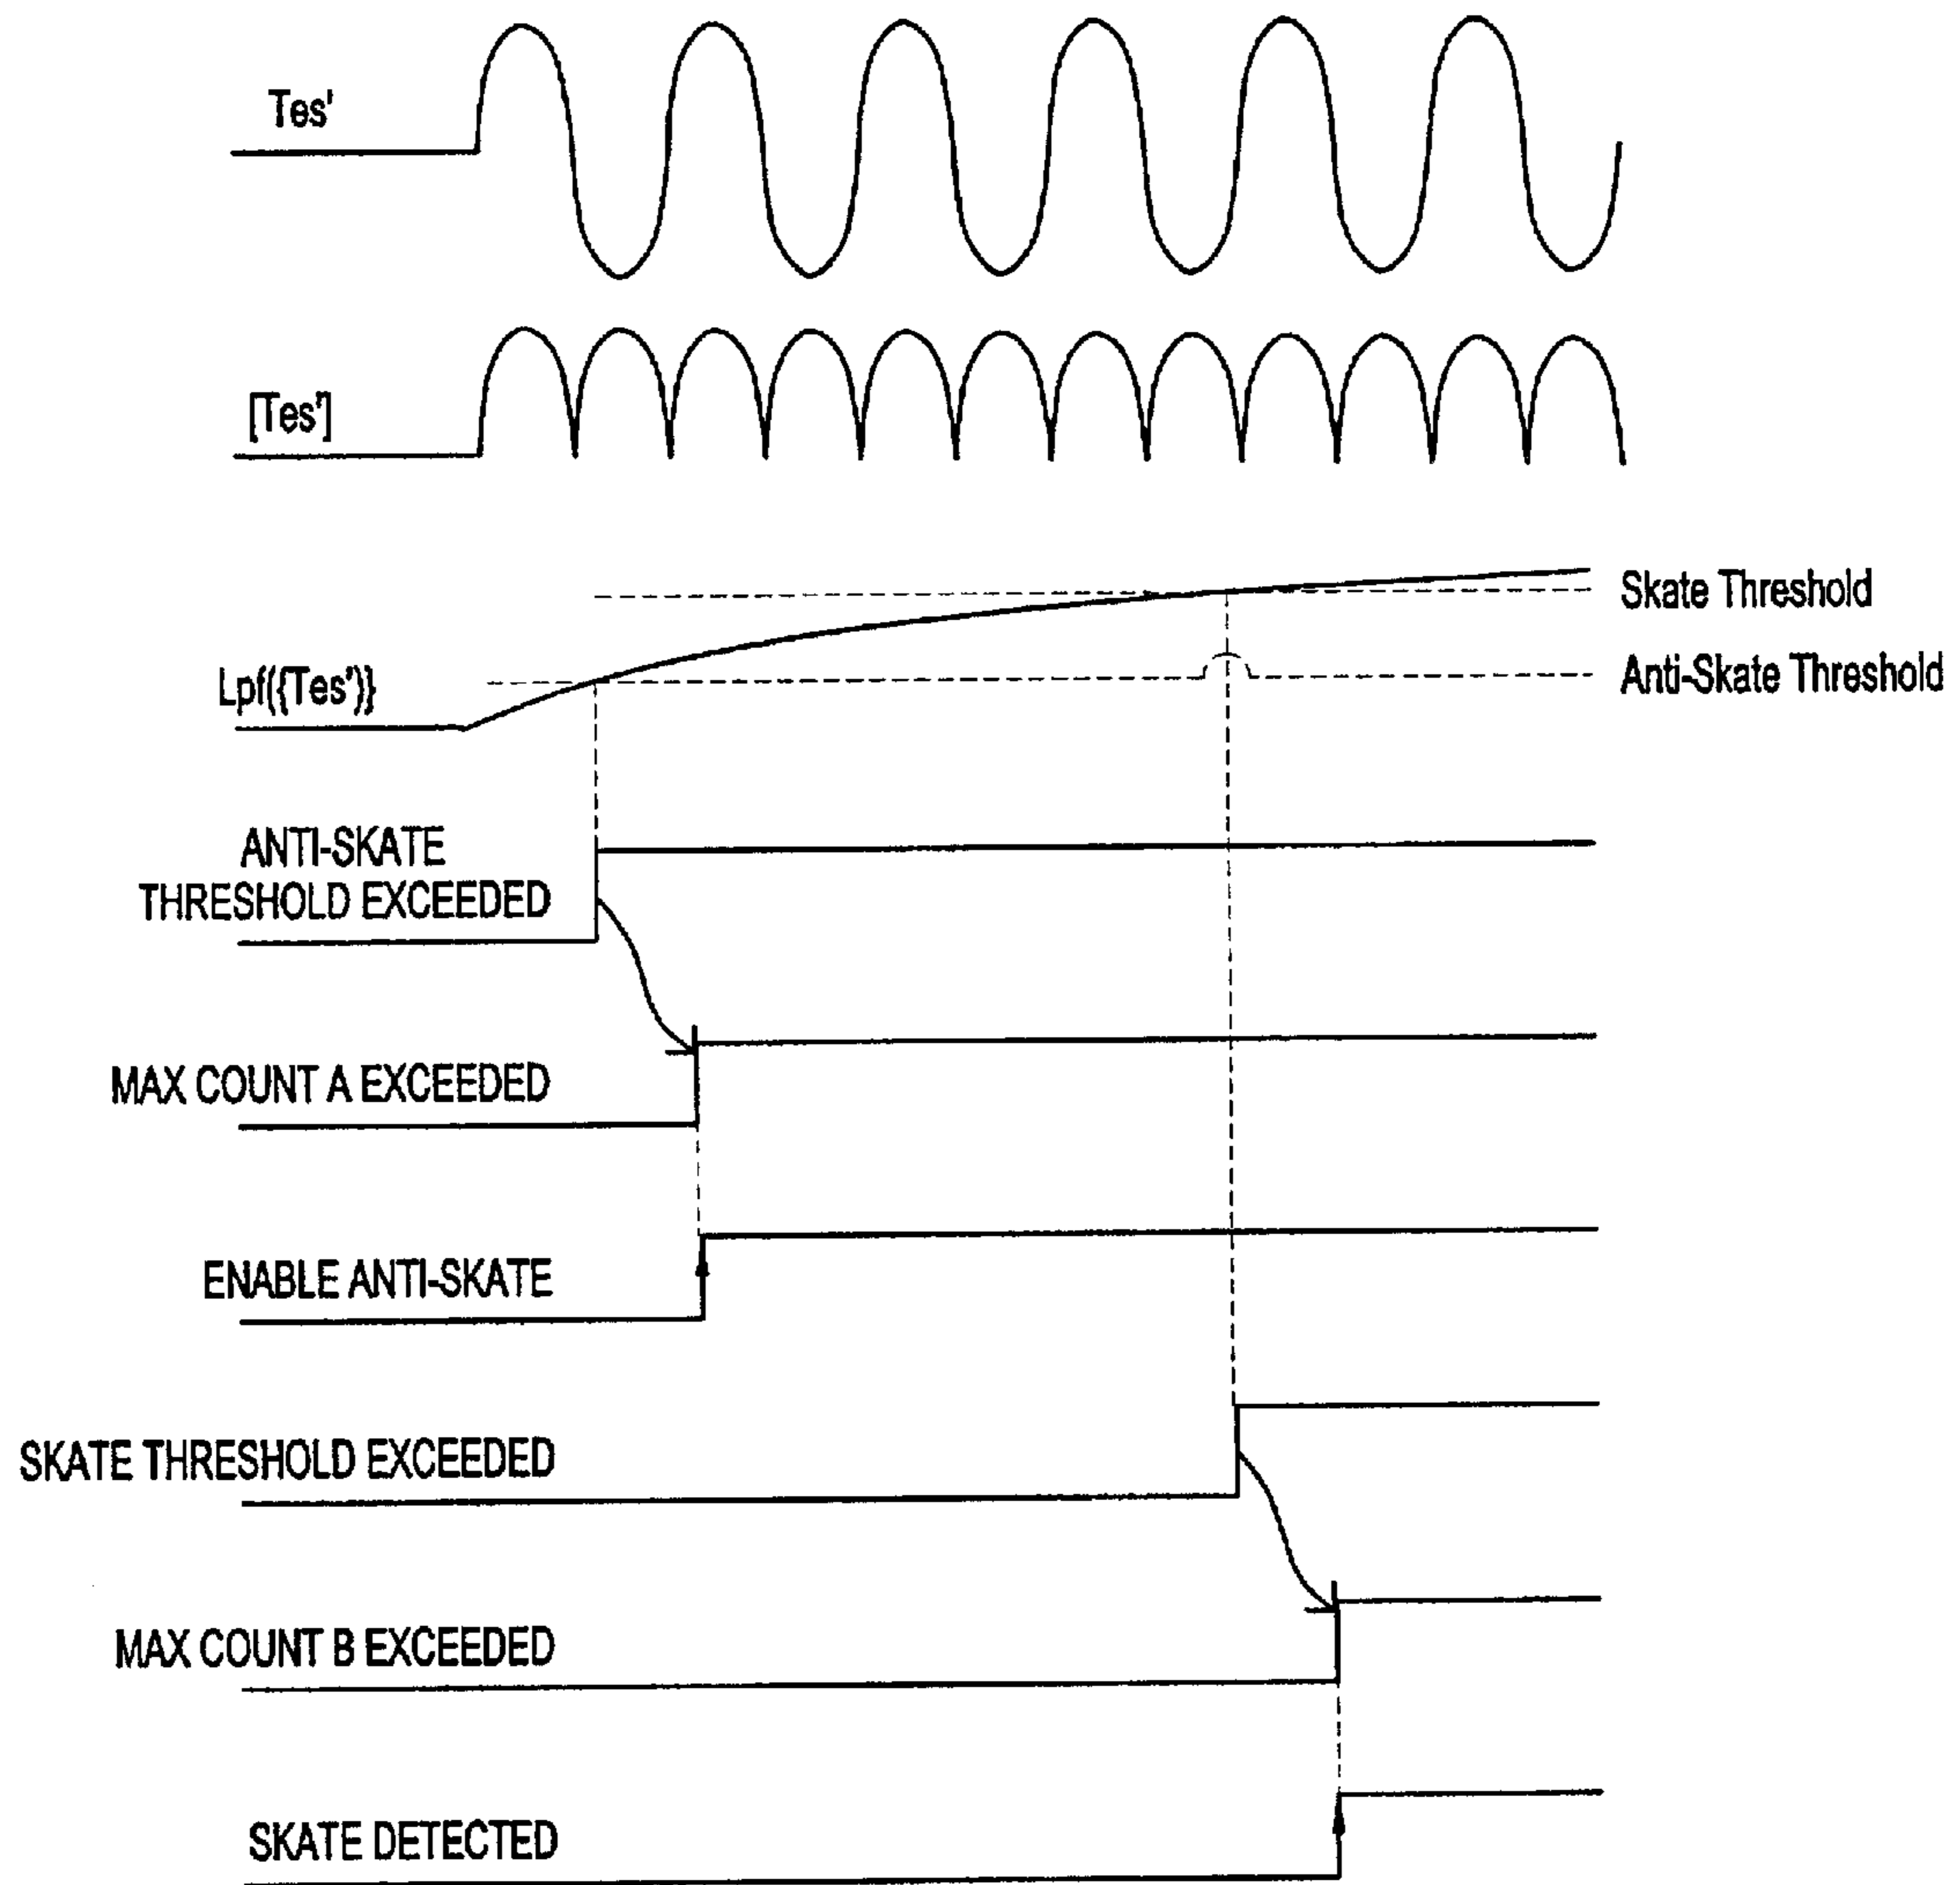 Tes'
[Tes']
Skate Threshold
Lpf({Tes')}
Anti-Skate Threshold
ANTI-SKATE
THRESHOLD EXCEEDED
MAX COUNT A EXCEEDED
ENABLE ANTI-SKATE
SKATE THRESHOLD EXCEEDED
MAX COUNT B EXCEEDED
SKATE DETECTED